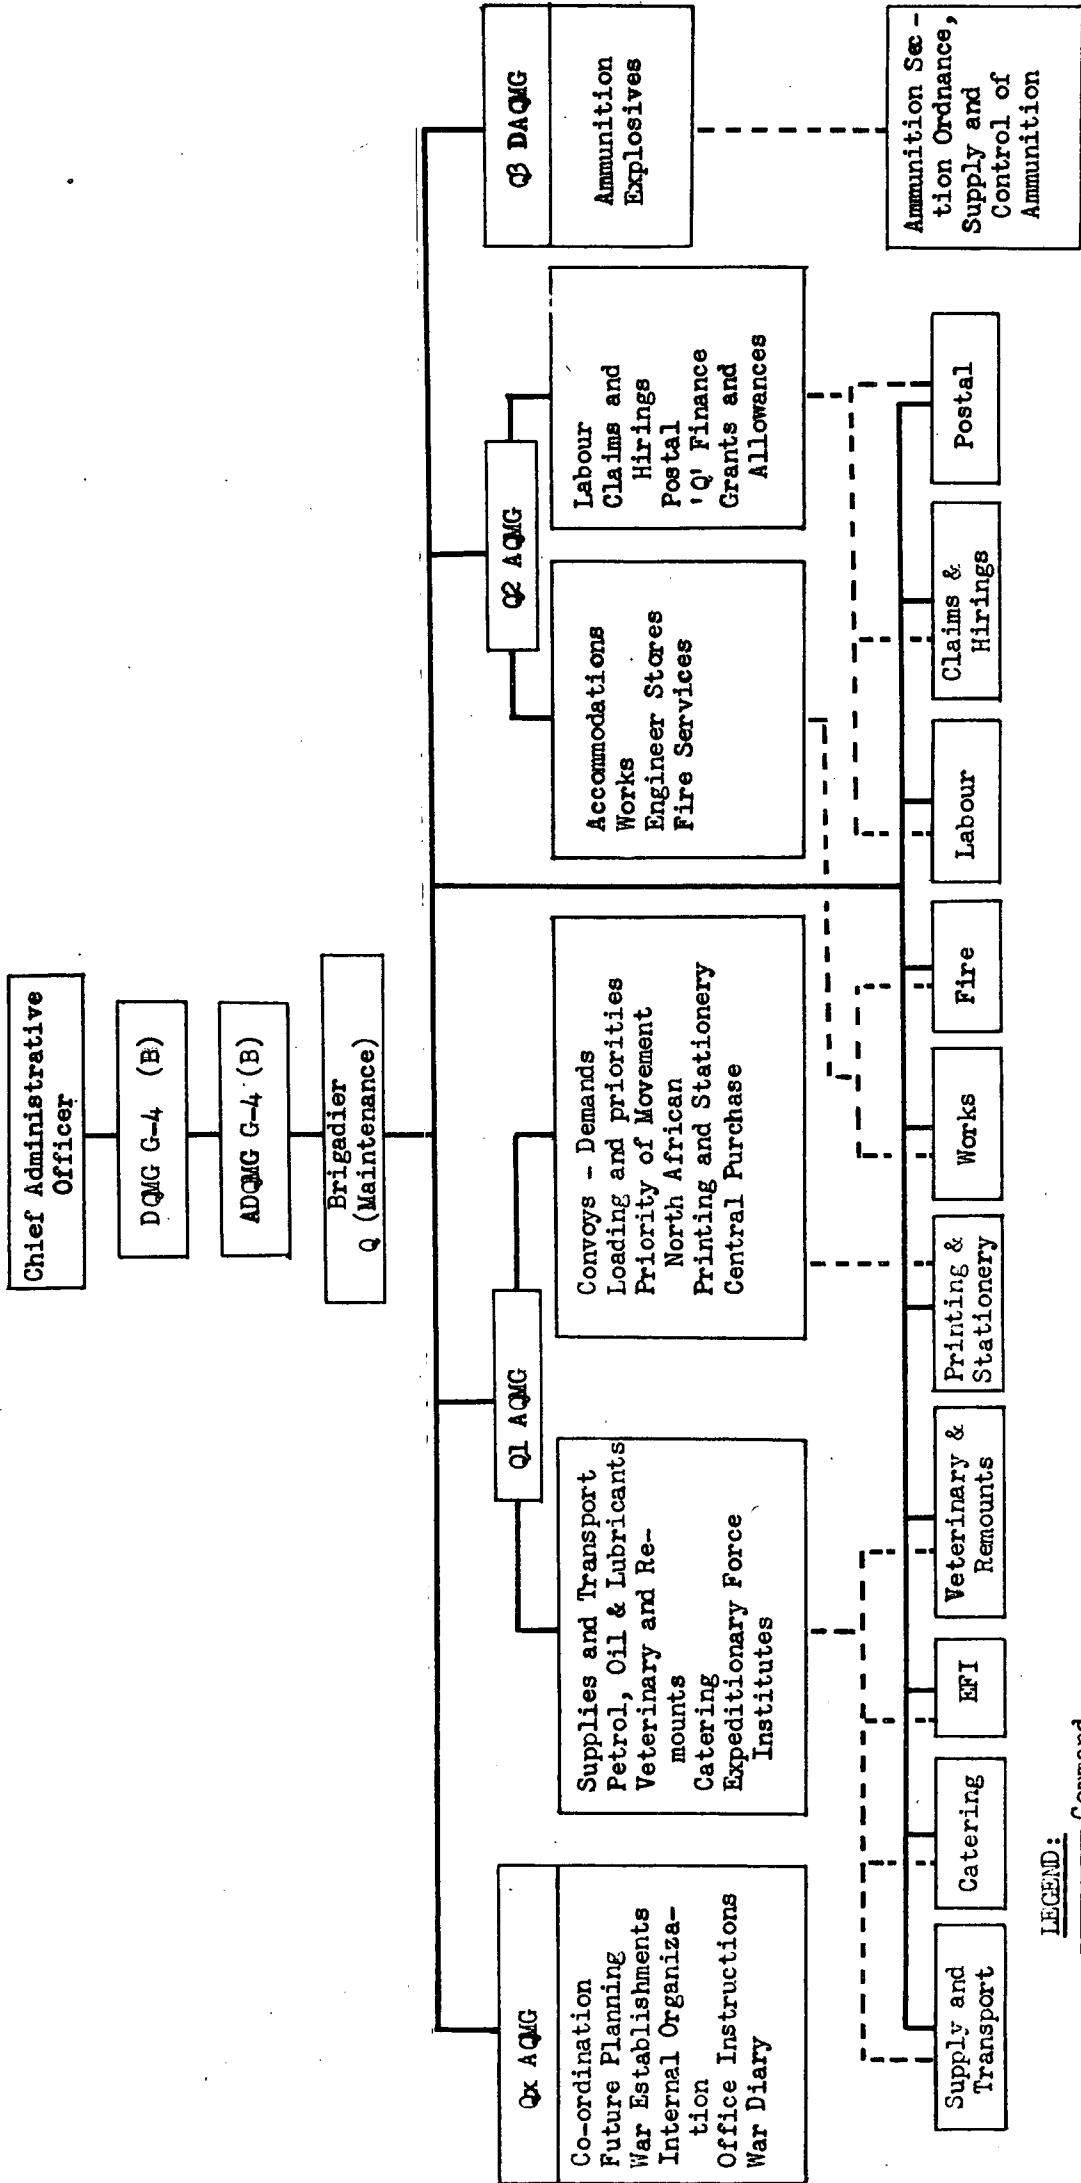 Chief Administrative
Officer
DQMG G-4 (B)
ADQMG G-4 (B)
Brigadier
Q (Maintenance)
Qx AQMG
Co-ordination
Future Planning
War Establishments
Internal Organiza-
tion
Office Instructions
War Diary
Q1 AQMG
Supplies and Transport
Petrol, Oil & Lubricants
Veterinary and Re-
mounts
Catering
Expeditionary Force
Institutes
Convoys - Demands
Loading and priorities
Priority of Movement
North African
Printing and Stationery
Central Purchase
Q2 AQMG
Accommodations
Works
Engineer Stores
Fire Services
Labour
Claims and
Hirings
Postal
'Q' Finance
Grants and
Allowances
Q3 DAQMG
Ammunition
Explosives
Ammunition Sec-
tion Ordnance,
Supply and
Control of
Ammunition
Supply and
Transport
Catering
EFI
Veterinary &
Remounts
Printing &
Stationery
Works
Fire
Labour
Claims &
Hirings
Postal
LEGEND:
Command